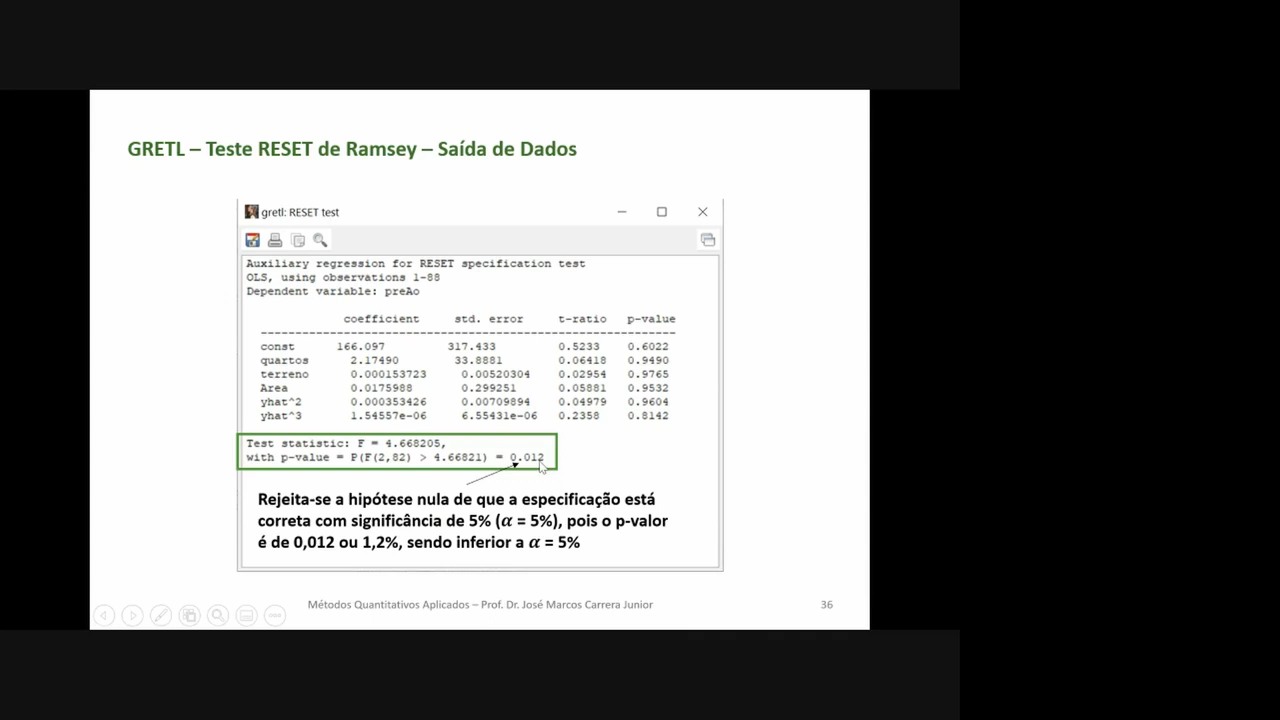 GRETL – Teste RESET de Ramsey – Saída de Dados
gretl: RESET test
Auxiliary regression for RESET specification test
OLS, using observations 1-88
Dependent variable: preAo
coefficient std. error t-ratio p-value
const 166.097 317.433 0.5233 0.6022
quartos 2.17490 33.8881 0.06418 0.9490
terreno 0.000153723 0.00520304 0.02954 0.9765
Area 0.0175988 0.299251 0.05881 0.9532
yhat^2 0.000353426 0.00709894 0.04979 0.9604
yhat^3 1.54557e-06 6.55431e-06 0.2358 0.8142
Test statistic: F = 4.668205,
with p-value = P(F(2,82) > 4.66821) = 0.012
Rejeita-se a hipótese nula de que a especificação está
correta com significância de 5% (α = 5%), pois o p-valor
é de 0,012 ou 1,2%, sendo inferior a α = 5%
Métodos Quantitativos Aplicados – Prof. Dr. José Marcos Carrera Junior
36